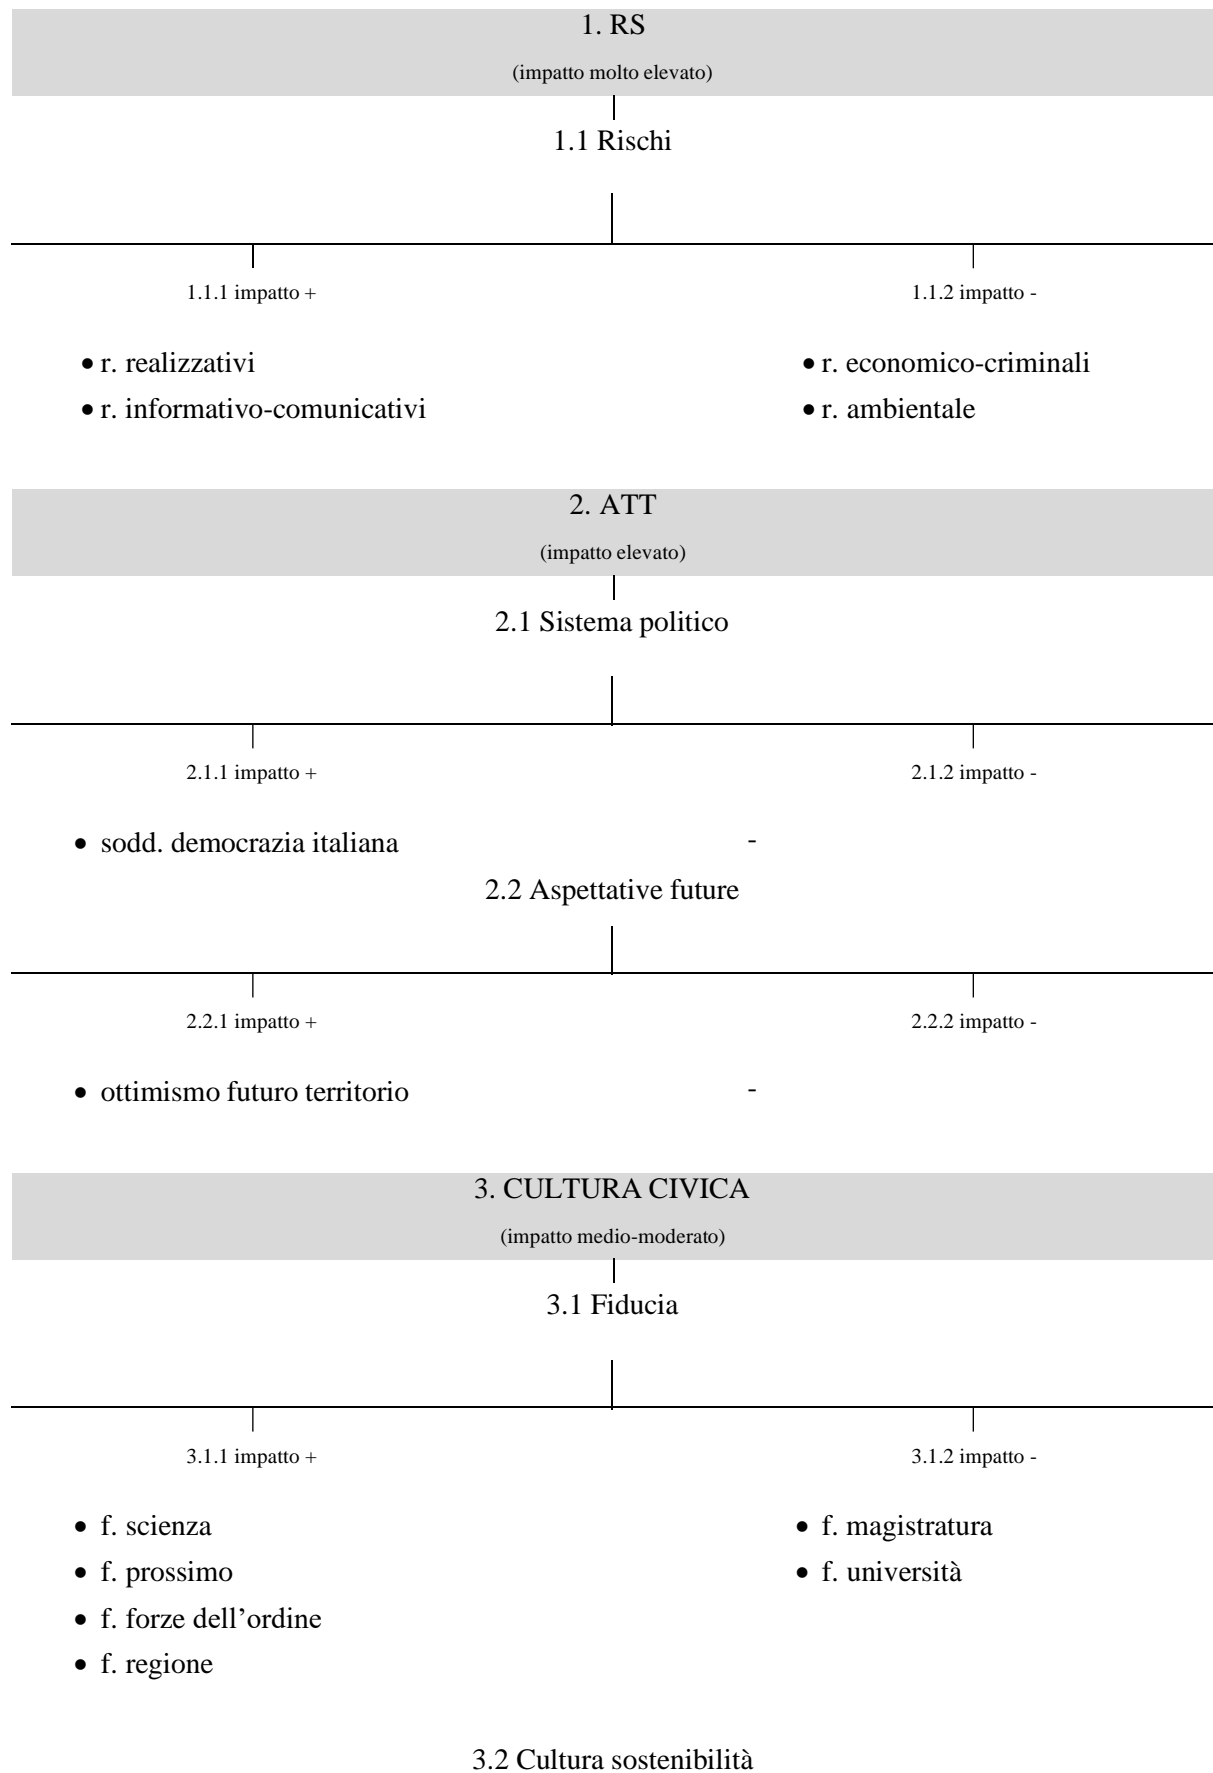 1. RS
(impatto molto elevato)
1.1 Rischi
1.1.1 impatto +
1.1.2 impatto -
• r. realizzativi
• r. economico-criminali
• r. informativo-comunicativi
• r. ambientale
2. ATT
(impatto elevato)
2.1 Sistema politico
2.1.1 impatto +
2.1.2 impatto -
• sodd. democrazia italiana
-
2.2 Aspettative future
2.2.1 impatto +
2.2.2 impatto -
• ottimismo futuro territorio
-
3. CULTURA CIVICA
(impatto medio-moderato)
3.1 Fiducia
3.1.1 impatto +
3.1.2 impatto -
• f. scienza
• f. magistratura
• f. prossimo
• f. università
• f. forze dell’ordine
• f. regione
3.2 Cultura sostenibilità